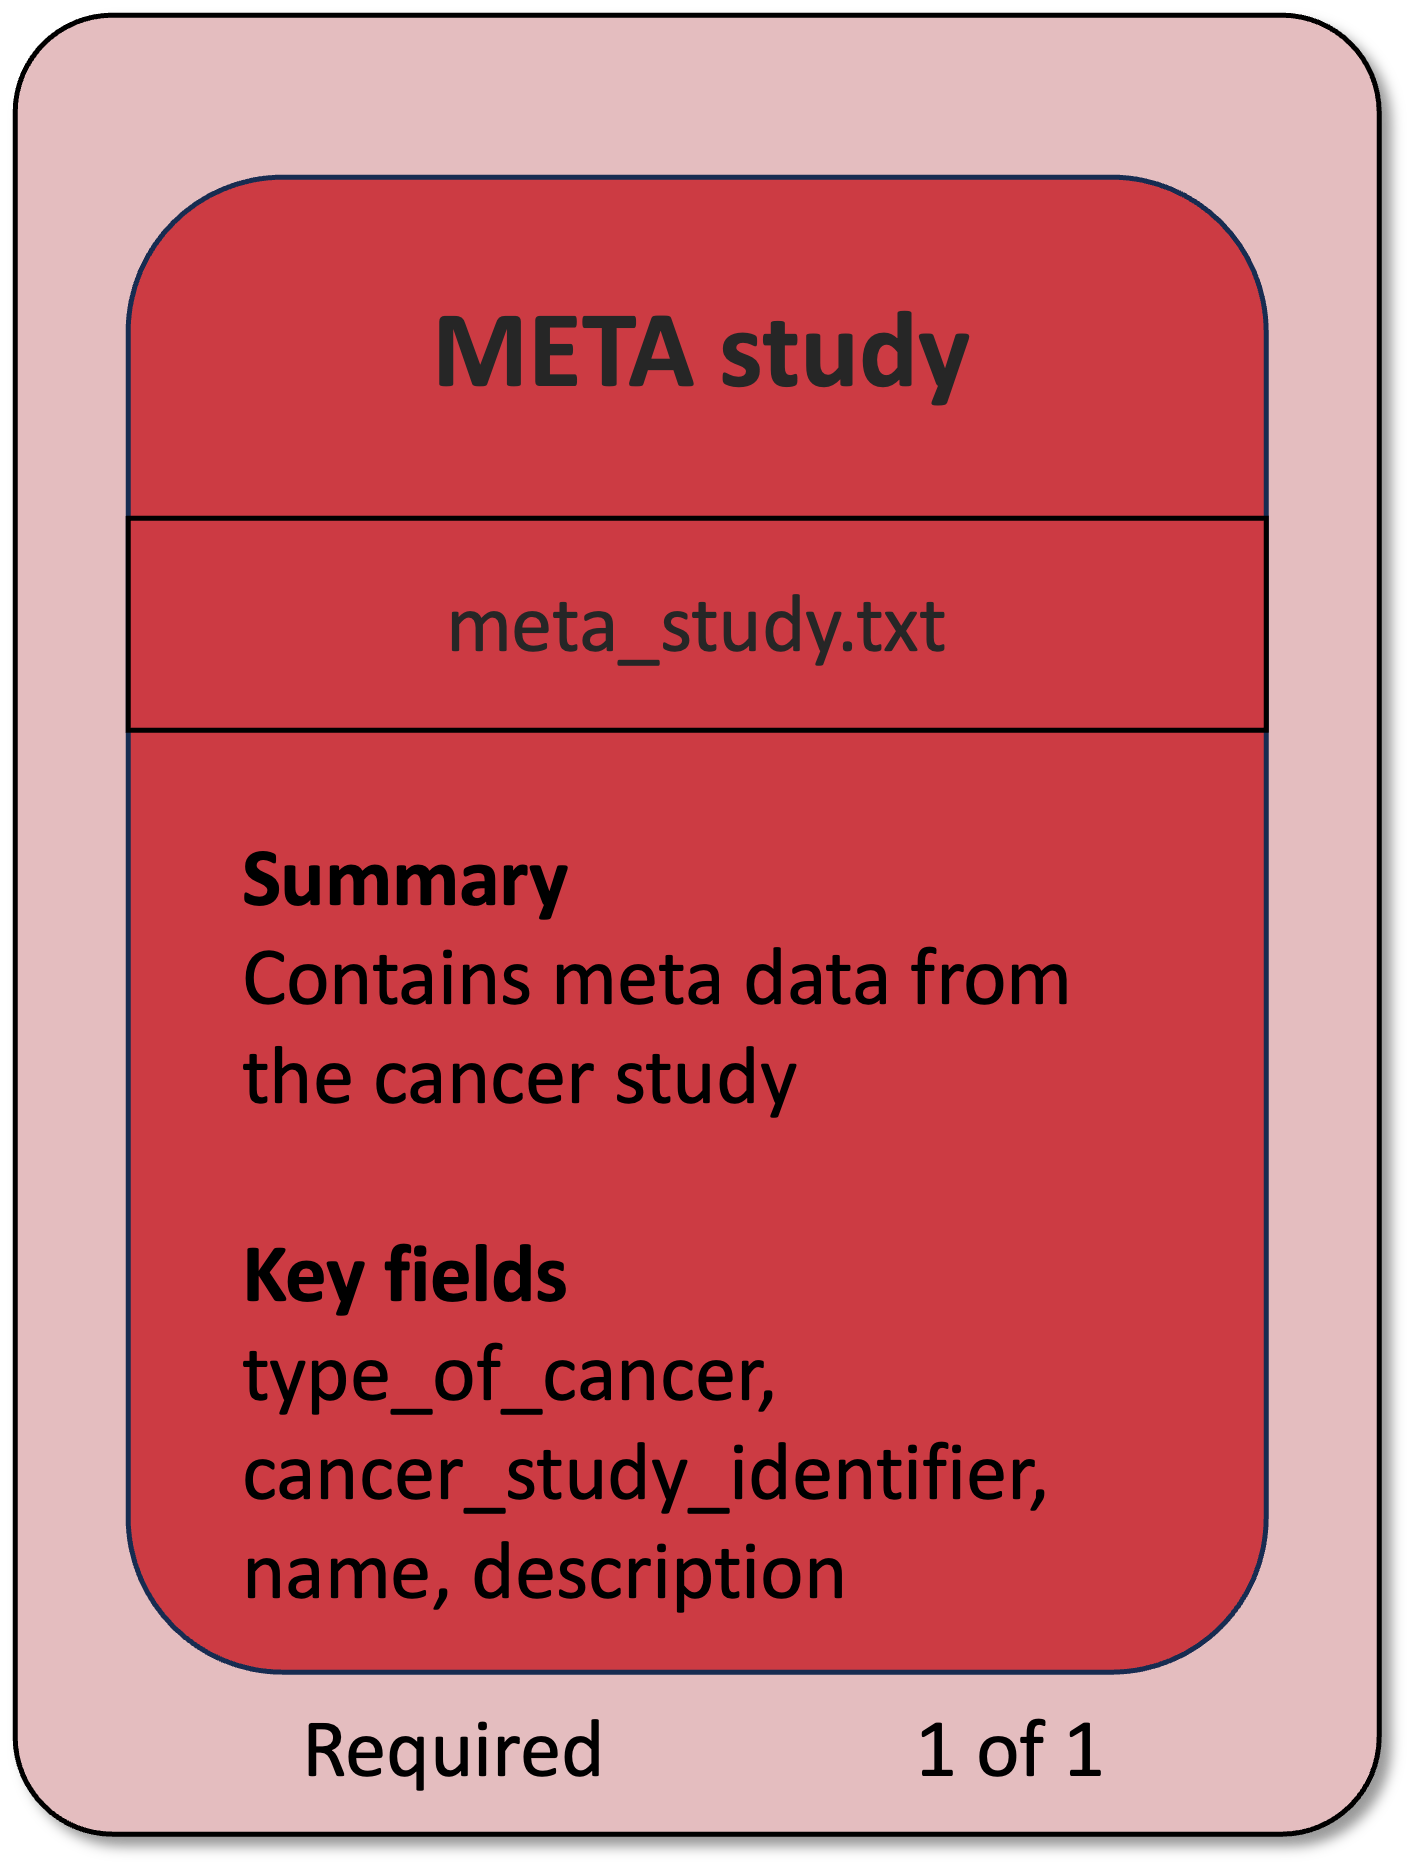 META study
meta_study.txt
Summary
Contains meta data from
the cancer study
Key fields
type_of_cancer,
cancer_study_identifier,
name, description
Required 1 of 1